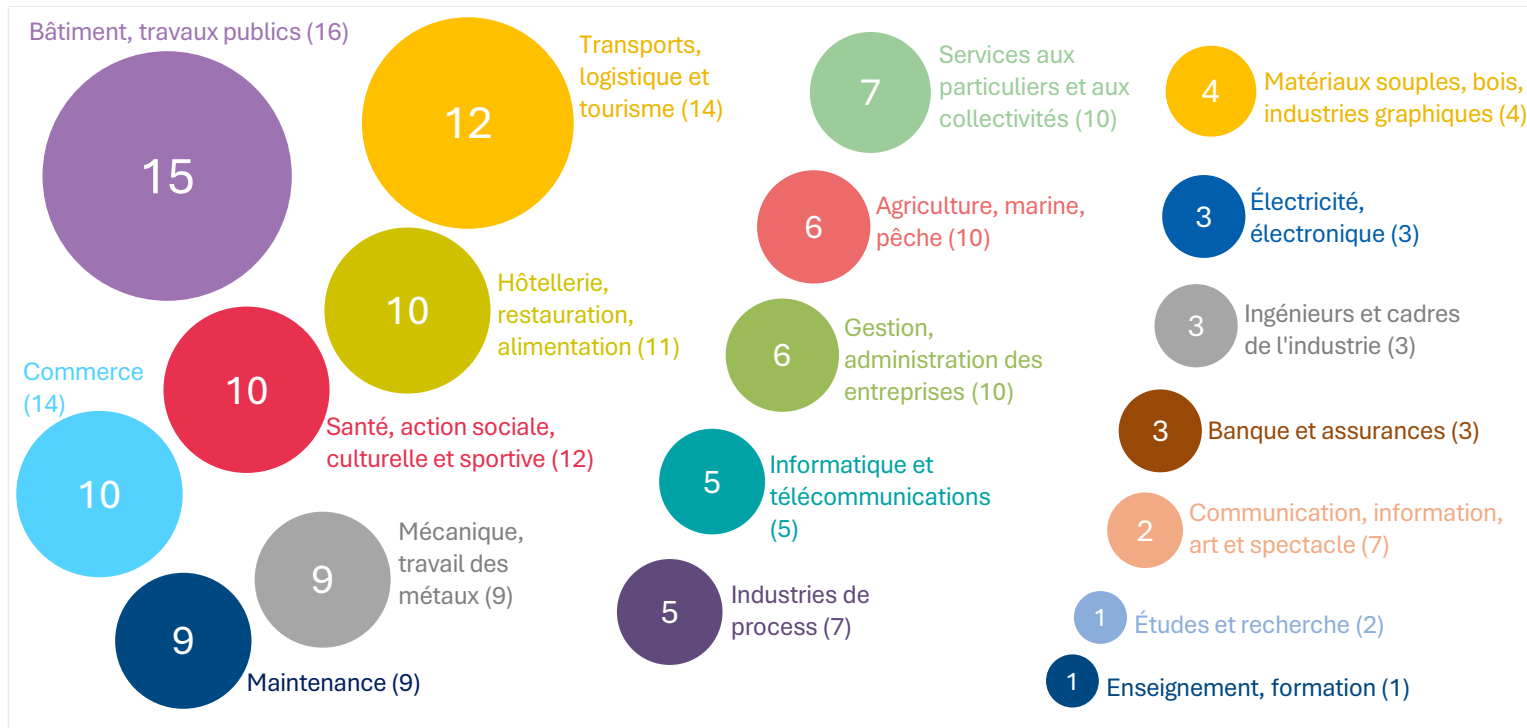 Bâtiment, travaux publics (16)
15
Transports,
logistique et
tourisme (14)
12
Hôtellerie,
restauration,
alimentation (11)
10
Commerce
(14)
10
Santé, action sociale,
culturelle et sportive (12)
10
Mécanique,
travail des
métaux (9)
9
Maintenance (9)
9
Services aux
particuliers et aux
collectivités (10)
7
Agriculture, marine,
pêche (10)
6
Gestion,
administration des
entreprises (10)
6
Informatique et
télécommunications
(5)
5
Industries de
process (7)
5
Matériaux souples, bois,
industries graphiques (4)
4
Électricité,
électronique (3)
3
Ingénieurs et cadres
de l'industrie (3)
3
Banque et assurances (3)
3
Communication, information,
art et spectacle (7)
2
Études et recherche (2)
1
Enseignement, formation (1)
1